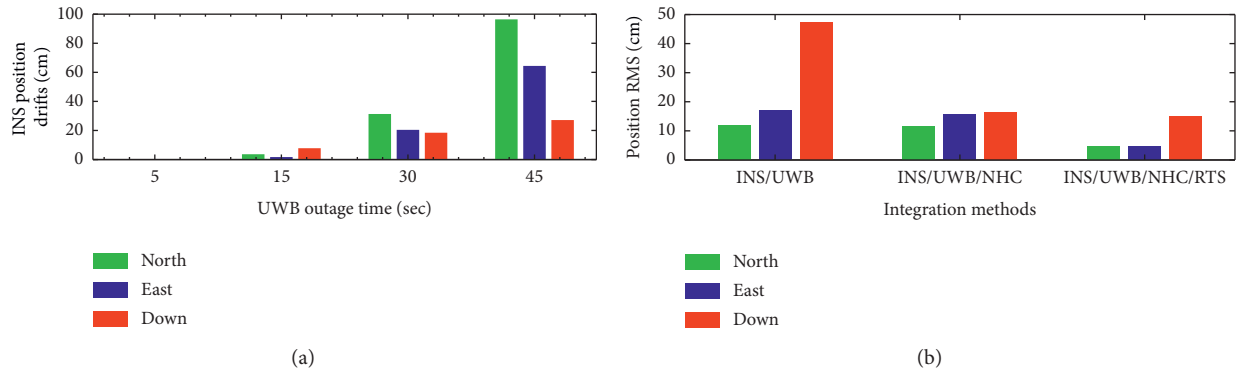 INS position
drifts (cm)
100
80
60
40
20
0
5 15 30 45
UWB outage time (sec)
North
East
Down
(a)
Position RMS (cm)
50
40
30
20
10
0
INS/UWB INS/UWB/NHC INS/UWB/NHC/RTS
Integration methods
North
East
Down
(b)